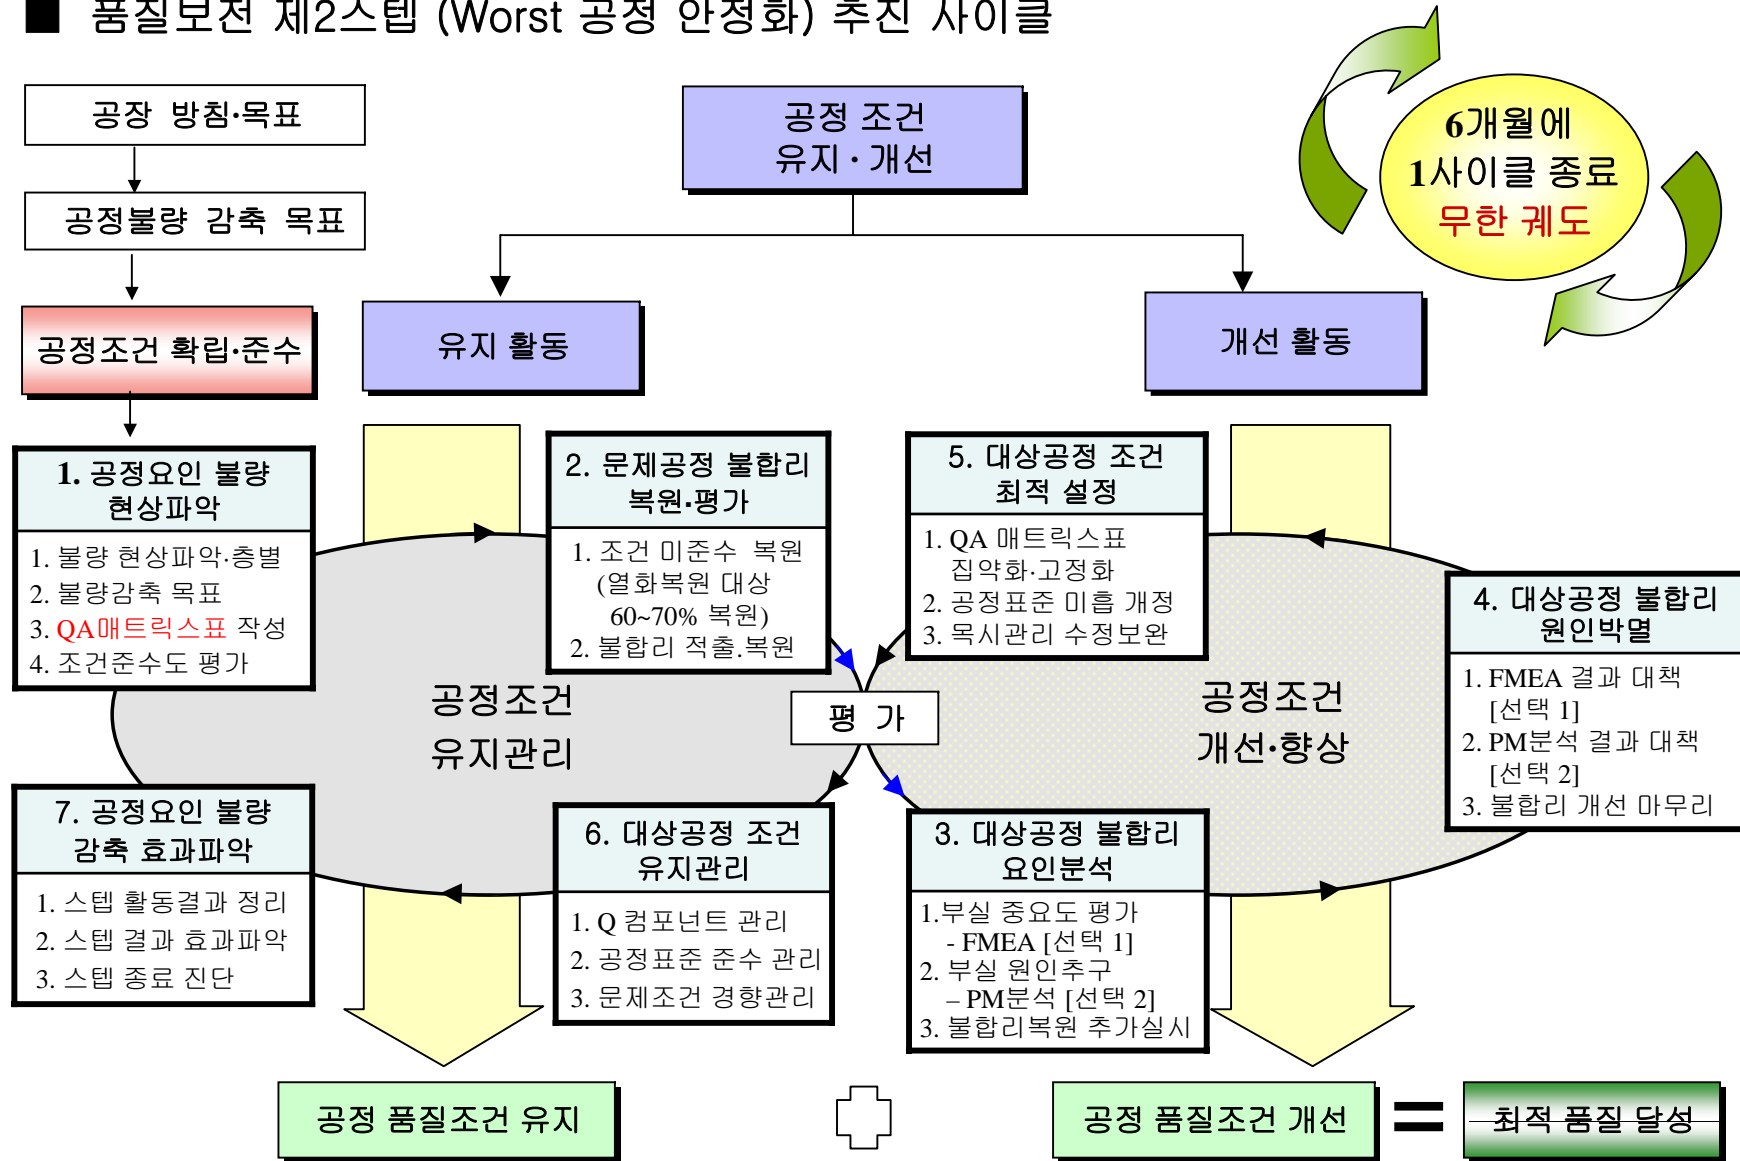 ■ 품질보전 제2스텝 (Worst 공정 안정화) 추진 사이클
공장 방침·목표
공정불량 감축 목표
공정조건 확립·준수
공정 조건
유지 · 개선
유지 활동
개선 활동
6개월에
1사이클 종료
무한 궤도
1. 공정요인 불량
현상파악
1. 불량 현상파악·층별
2. 불량감축 목표
3. QA매트릭스표 작성
4. 조건준수도 평가
2. 문제공정 불합리
복원·평가
1. 조건 미준수 복원
(열화복원 대상
60~70% 복원)
2. 불합리 적출.복원
5. 대상공정 조건
최적 설정
1. QA 매트릭스표
집약화·고정화
2. 공정표준 미흡 개정
3. 목시관리 수정보완
4. 대상공정 불합리
원인박멸
1. FMEA 결과 대책
[선택 1]
2. PM분석 결과 대책
[선택 2]
3. 불합리 개선 마무리
공정조건
유지관리
평 가
공정조건
개선·향상
7. 공정요인 불량
감축 효과파악
1. 스텝 활동결과 정리
2. 스텝 결과 효과파악
3. 스텝 종료 진단
6. 대상공정 조건
유지관리
1. Q 컴포넌트 관리
2. 공정표준 준수 관리
3. 문제조건 경향관리
3. 대상공정 불합리
요인분석
1.부실 중요도 평가
- FMEA [선택 1]
2. 부실 원인추구
– PM분석 [선택 2]
3. 불합리복원 추가실시
공정 품질조건 유지
공정 품질조건 개선
=
최적 품질 달성